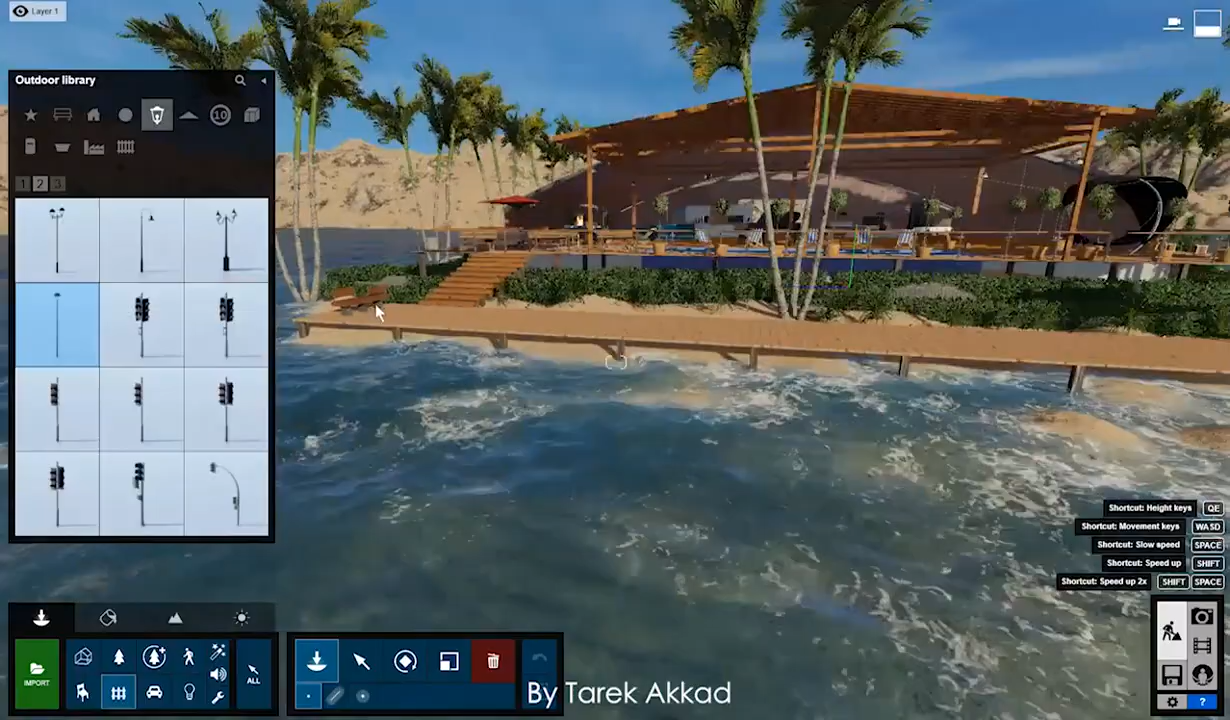 Layer 1
Outdoor library
10
1 2 3
Shortcut: Height keys QE
Shortcut: Movement keys WASD
Shortcut: Slow speed SPACE
Shortcut: Speed up SHIFT
Shortcut: Speed up 2x SHIFT SPACE
IMPORT
ALL
?
By Tarek Akkad